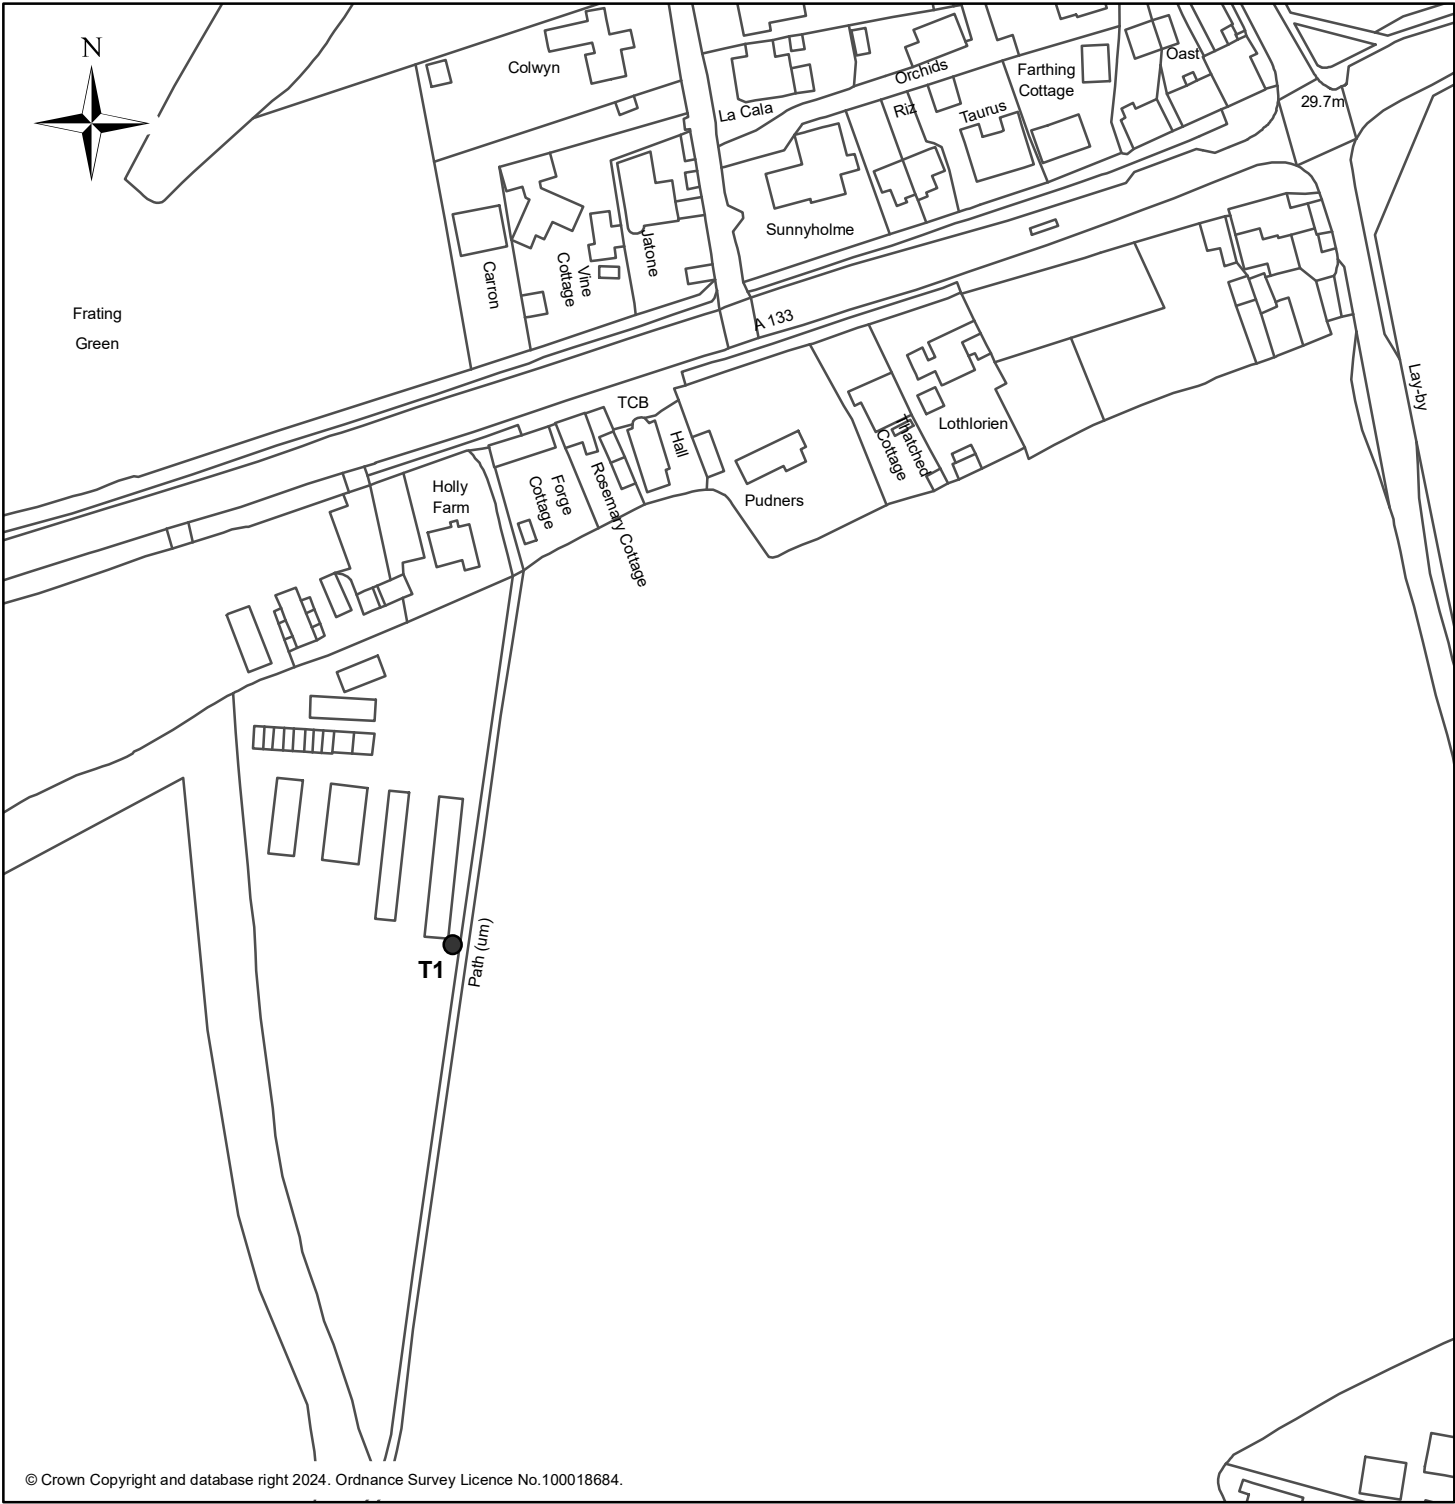 N
Colwyn
La Cala
Orchids
Riz
Taurus
Farthing
Cottage
Oast
29.7m
Sunnyholme
Jatone
Vine
Cottage
Carron
Frating
Green
A 133
Lay-by
TCB
Hall
Thatched
Cottage
Lothlorien
Pudners
Holly
Farm
Forge
Cottage
Rosemary Cottage
T1
Path (um)
© Crown Copyright and database right 2024. Ordnance Survey Licence No.100018684.